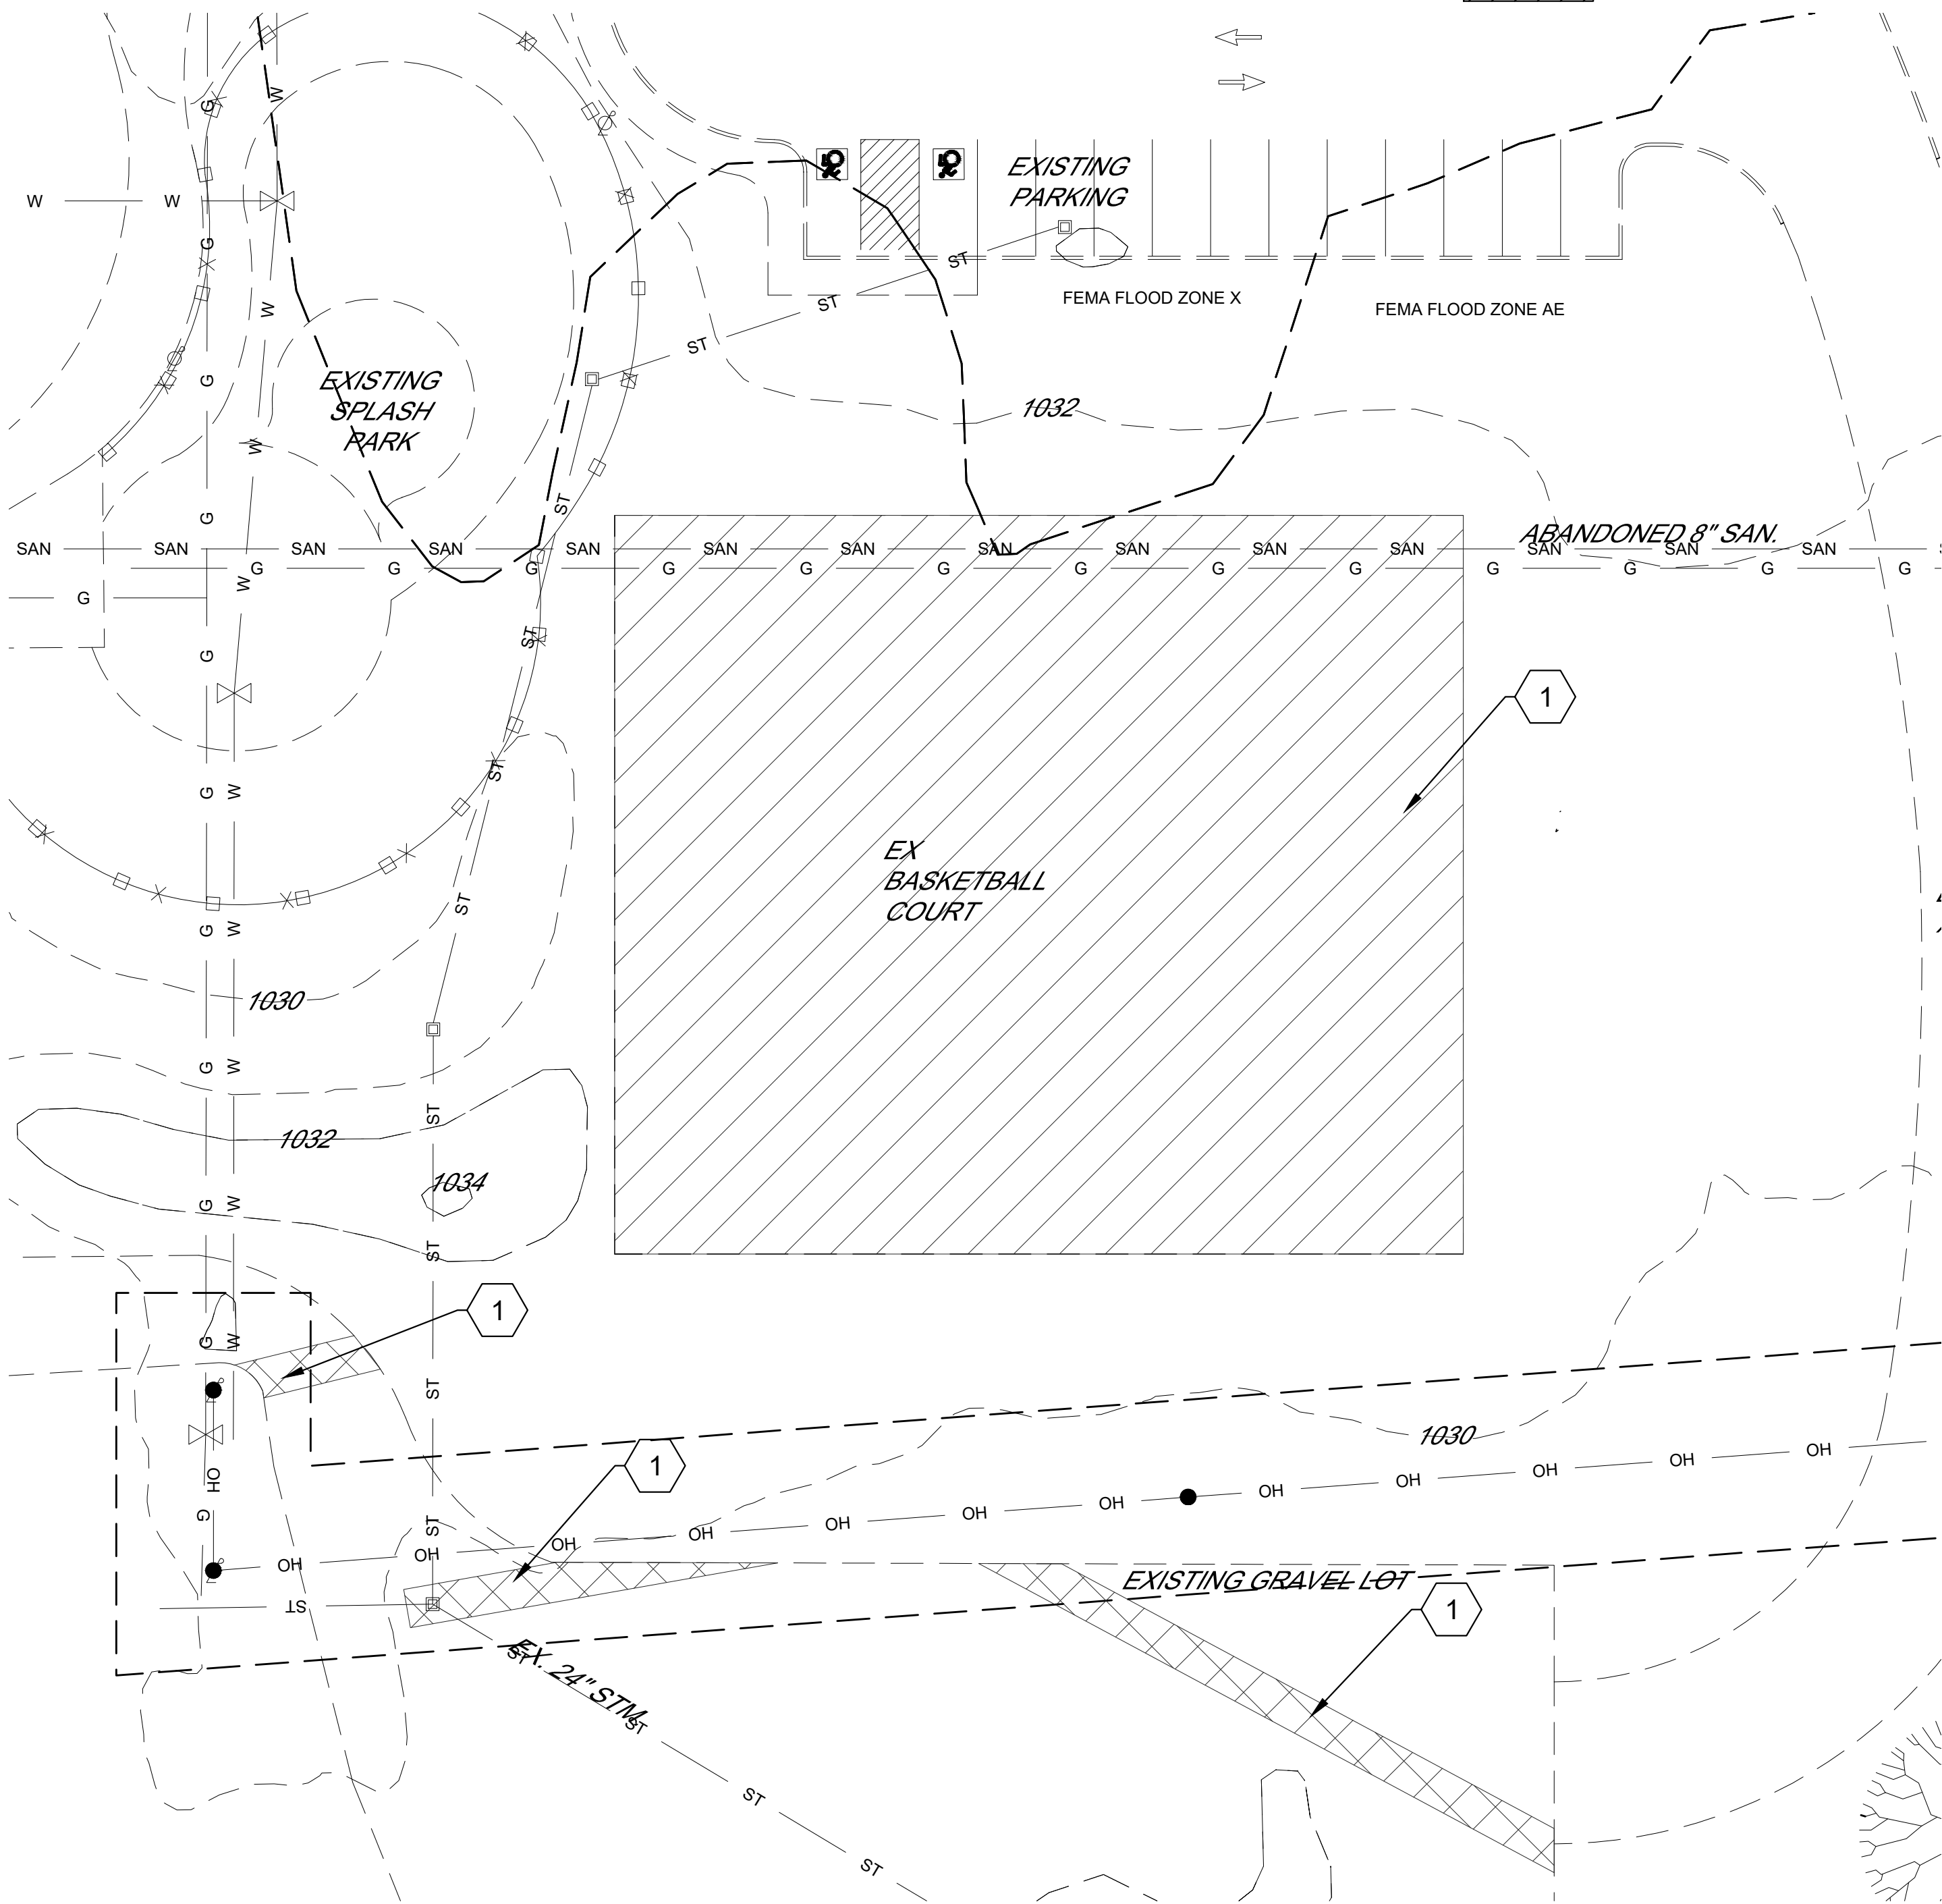 EXISTING
PARKING
FEMA FLOOD ZONE X
FEMA FLOOD ZONE AE
EXISTING
SPLASH
PARK
1032
ABANDONED 8" SAN.
W W
W
W
W
W
W W W W W W
G G G G G G G G G G G G
SAN SAN SAN SAN SAN SAN SAN SAN SAN SAN SAN SAN SAN SAN
G G G G G G G G G G G G G
G
ST ST ST
ST
ST
ST
ST
1
EX
BASKETBALL
COURT
1030
1032
1034
ST
ST
ST
ST
1
1
1030
OH
G
OH OH OH OH OH OH OH OH OH OH OH OH
ST
EXISTING GRAVEL LOT
1
EX. 24" STM
ST
ST
ST
ST